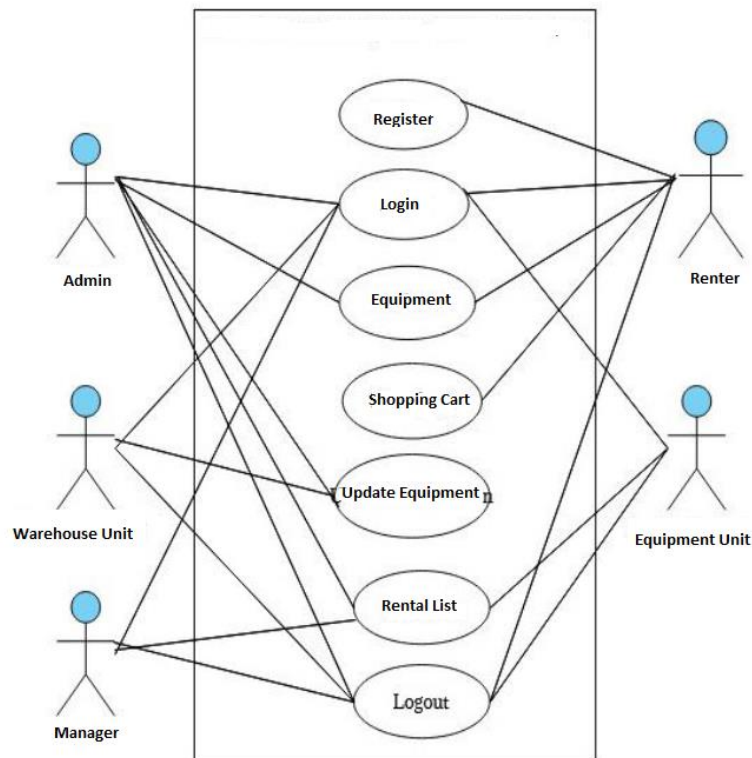 Register
Login
Admin
Renter
Equipment
Shopping Cart
Update Equipment n
Warehouse Unit
Equipment Unit
Rental List
Logout
Manager